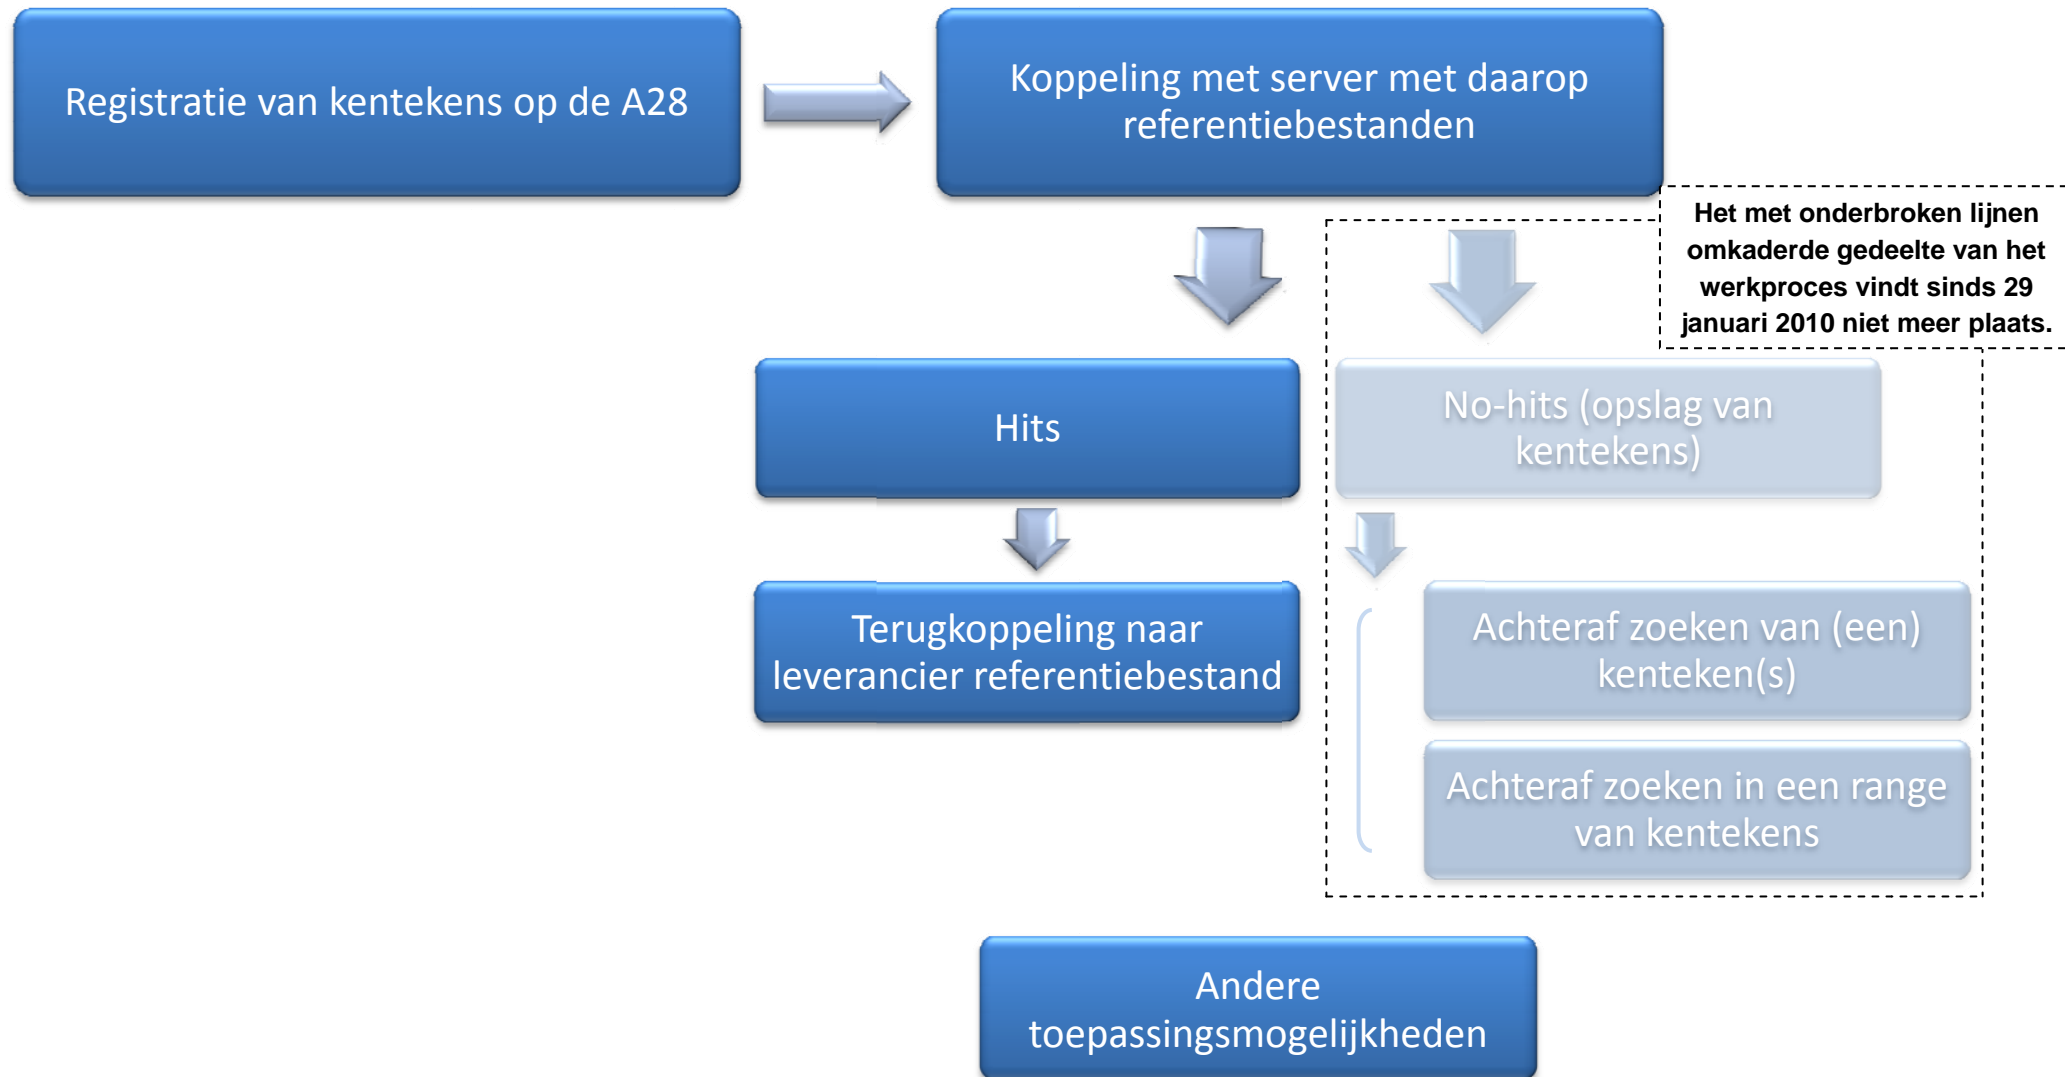 Registratie van kentekens op de A28
Koppeling met server met daarop
referentiebestanden
Het met onderbroken lijnen
omkaderde gedeelte van het
werkproces vindt sinds 29
januari 2010 niet meer plaats.
Hits
No-hits (opslag van
kentekens)
Terugkoppeling naar
leverancier referentiebestand
Achteraf zoeken van (een)
kenteken(s)
Achteraf zoeken in een range
van kentekens
Andere
toepassingsmogelijkheden